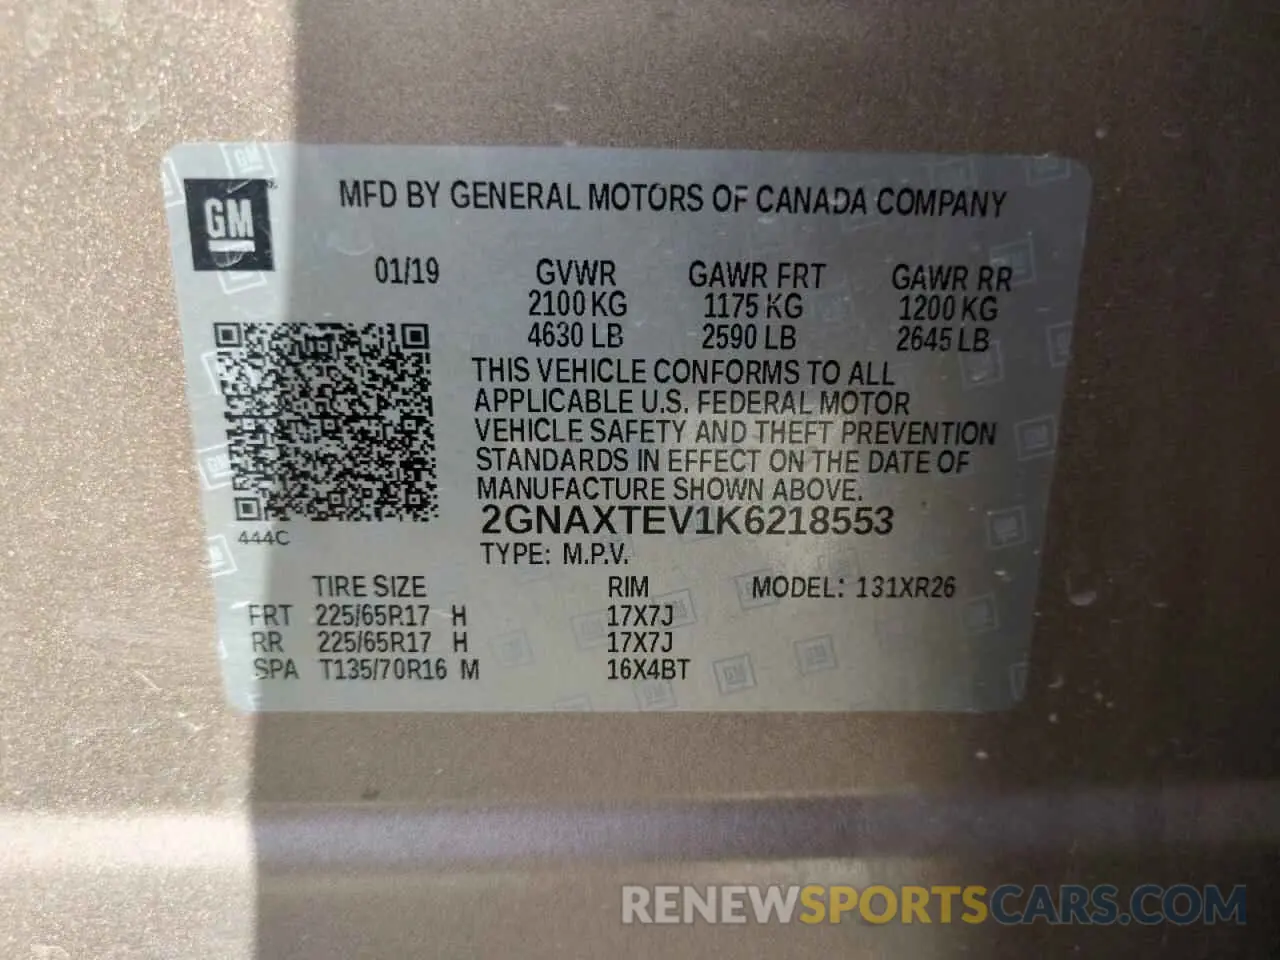 GM
MFD BY GENERAL MOTORS OF CANADA COMPANY
01/19 GVWR GAWR FRT GAWR RR
2100 KG 1175 KG 1200 KG
4630 LB 2590 LB 2645 LB
THIS VEHICLE CONFORMS TO ALL
APPLICABLE U.S. FEDERAL MOTOR
VEHICLE SAFETY AND THEFT PREVENTION
STANDARDS IN EFFECT ON THE DATE OF
MANUFACTURE SHOWN ABOVE.
2GNAXTEV1K6218553
444C
TYPE: M.P.V.
TIRE SIZE RIM MODEL: 131XR26
FRT 225/65R17 H 17X7J
RR 225/65R17 H 17X7J
SPA T135/70R16 M 16X4BT
RENEWSPORTSCARS.COM